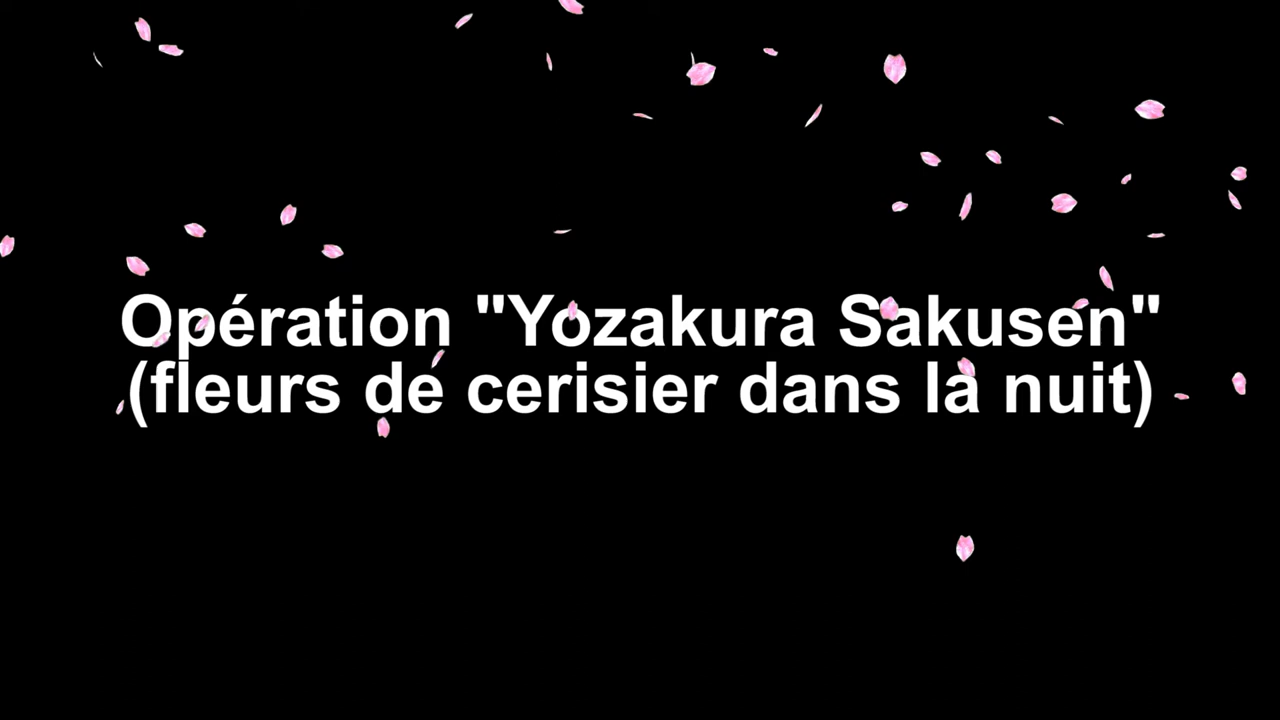 Opération "Yozakura Sakusen"
(fleurs de cerisier dans la nuit)